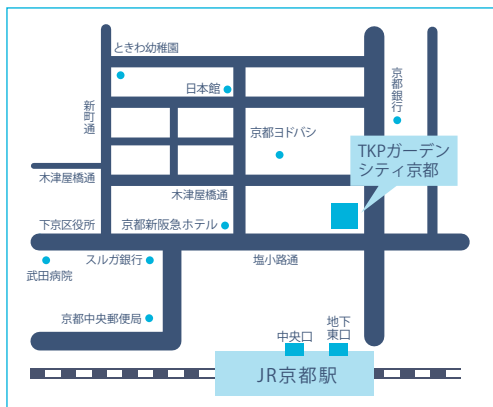 ときわ幼稚園
日本館
新町通
京都銀行
京都ヨドバシ
TKPガーデン
シティ京都
木津屋橋通
木津屋橋通
下京区役所
京都新阪急ホテル
武田病院
スルガ銀行
塩小路通
京都中央郵便局
中央口
地下
東口
JR京都駅